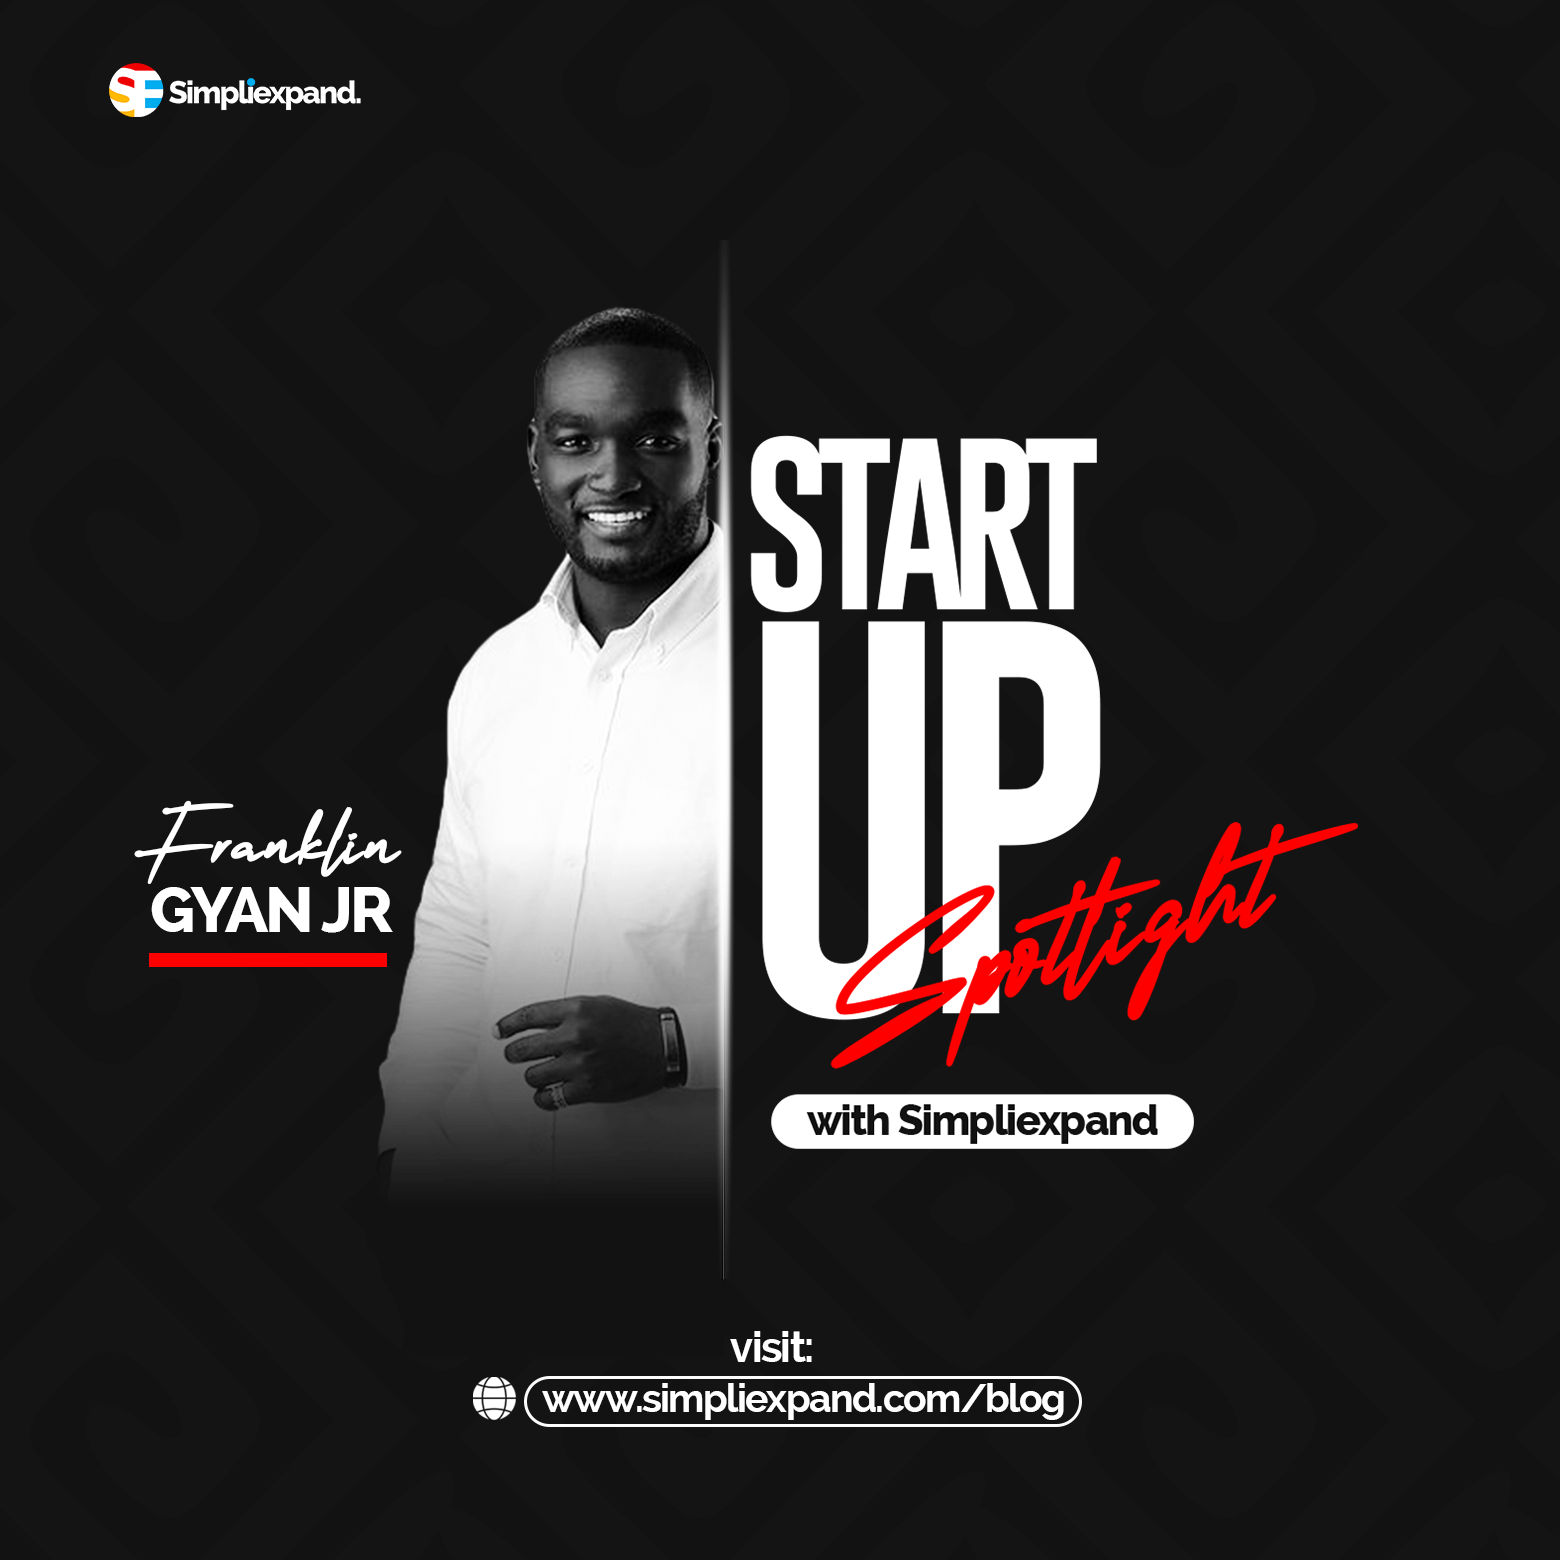 Simpliexpand.
START
UP
Spotlight
with Simpliexpand
Franklin
GYAN JR
visit:
www.simpliexpand.com/blog